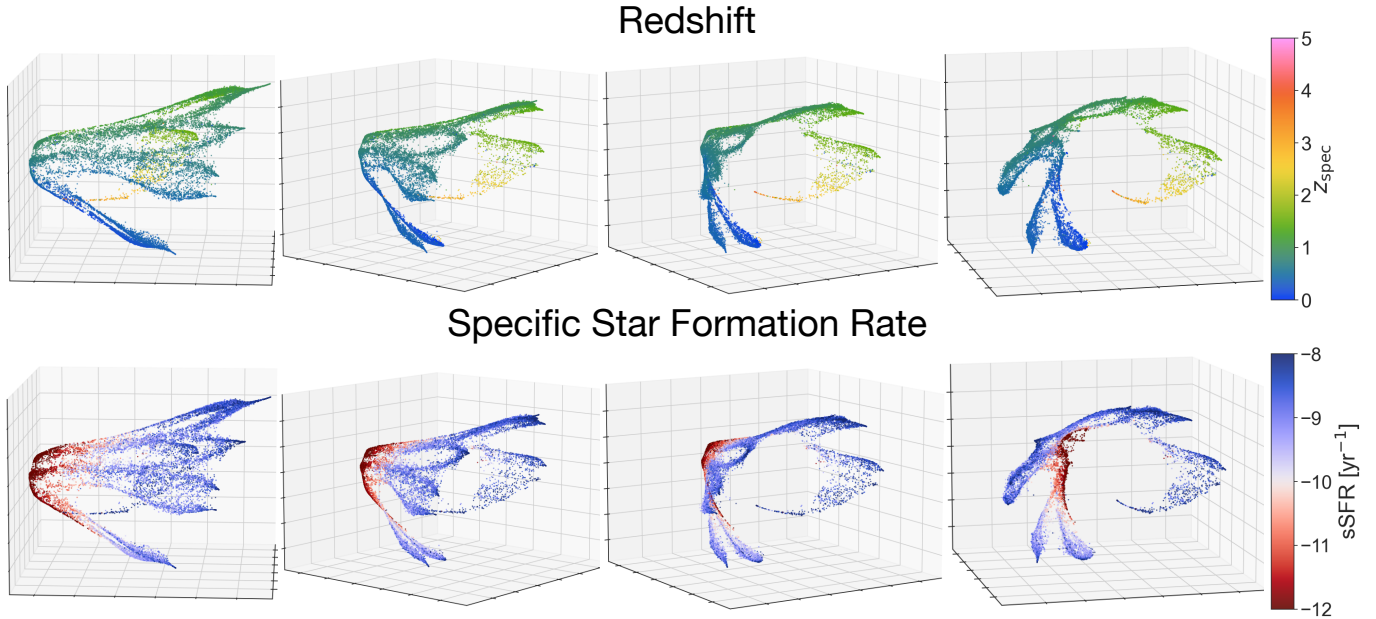 Redshift
5
4
3
2
1
0
z_spec
Specific Star Formation Rate
−8
−9
−10
−11
−12
sSFR [yr⁻¹]